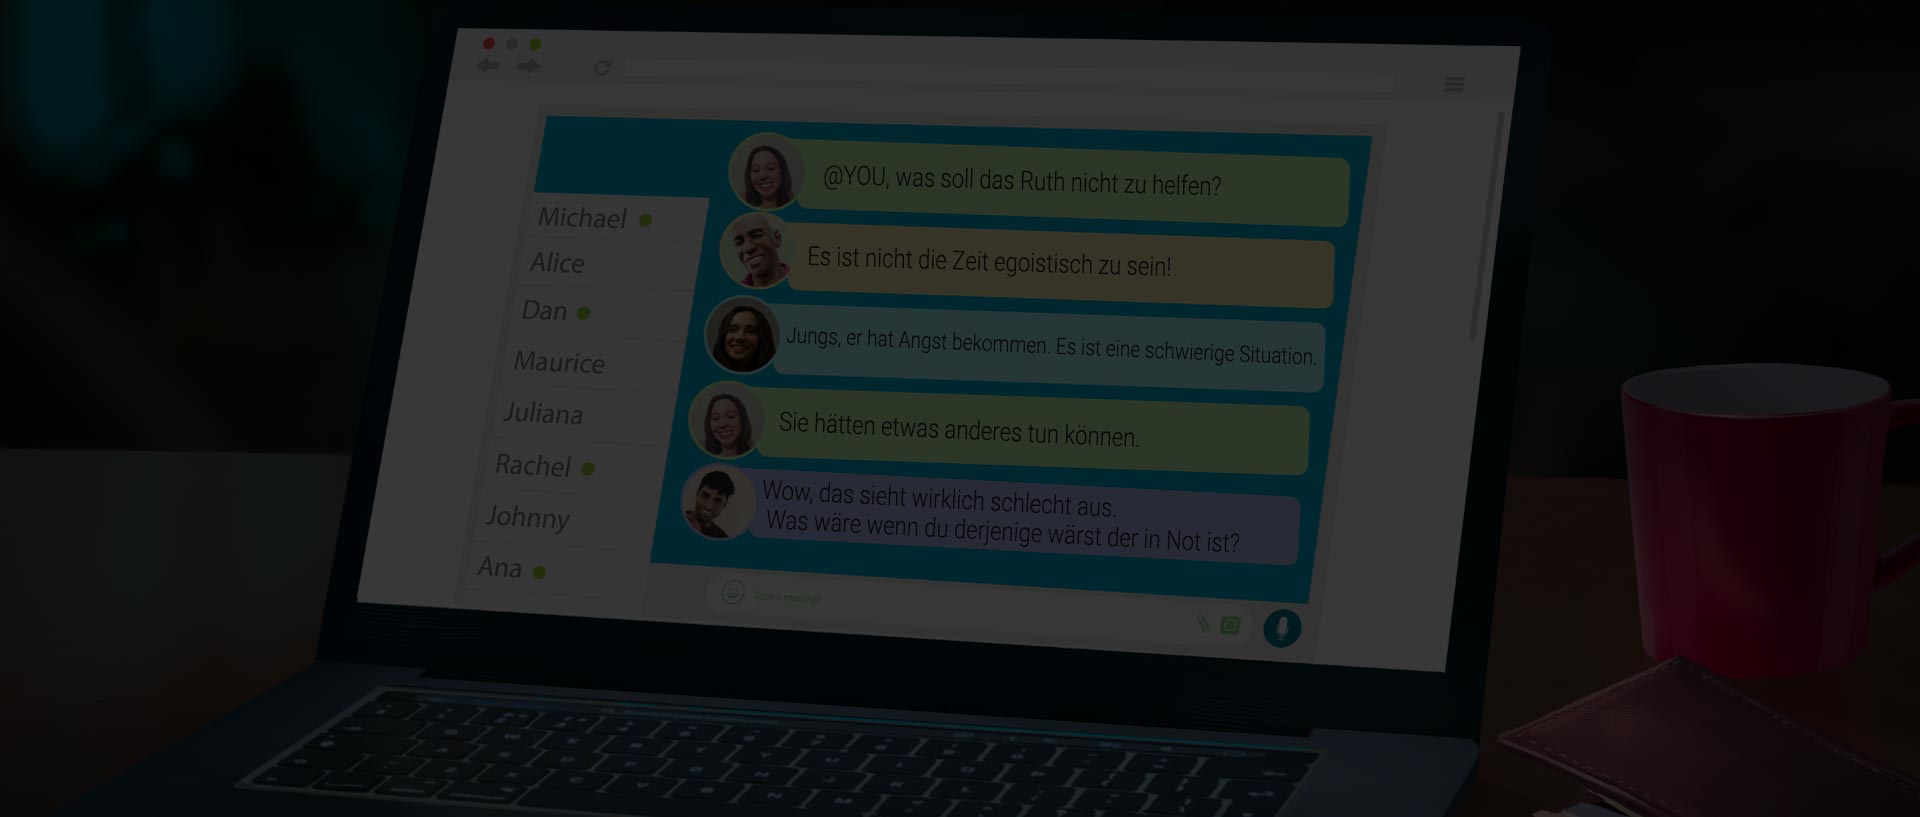 @YOU, was soll das Ruth nicht zu helfen?
Es ist nicht die Zeit egoistisch zu sein!
Jungs, er hat Angst bekommen. Es ist eine schwierige Situation.
Sie hätten etwas anderes tun können.
Wow, das sieht wirklich schlecht aus.
Was wäre wenn du derjenige wärst der in Not ist?
Michael
Alice
Dan
Maurice
Juliana
Rachel
Johnny
Ana
Type a message